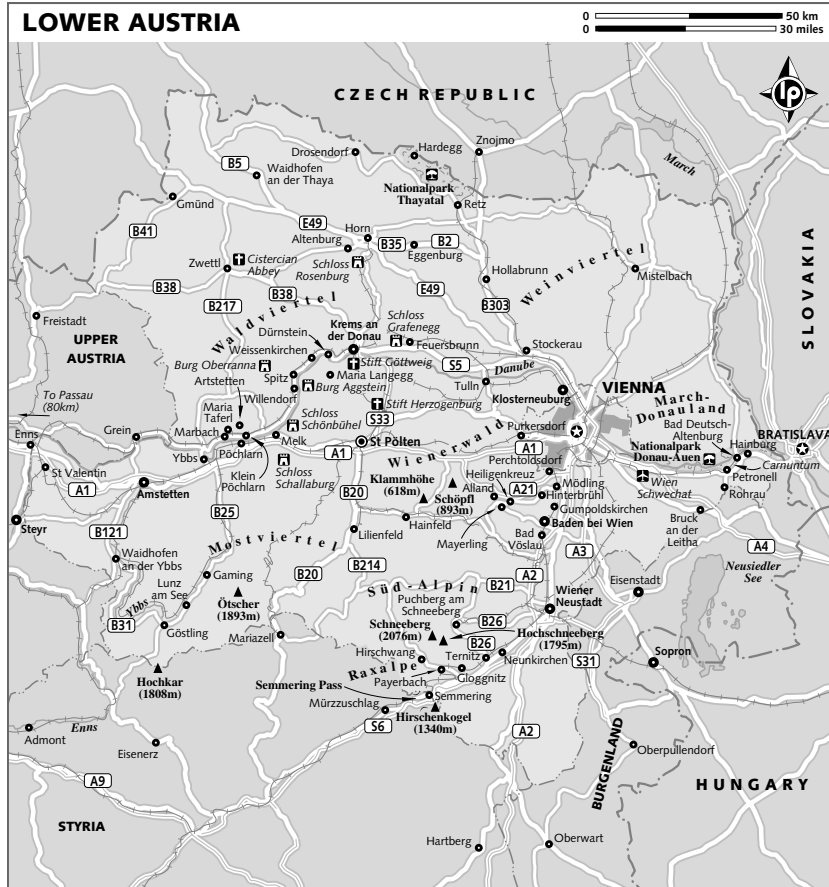 LOWER AUSTRIA
0 50 km
0 30 miles
lp
CZECH REPUBLIC
Drosendorf
Hardegg
Znojmo
March
B5
Waidhofen
an der Thaya
Nationalpark
Thayatal
Retz
Gmünd
B41
E49
Horn
Altenburg
B35
B2
Eggenburg
Zwettl
Cistercian
Abbey
Schloss
Rosenburg
Hollabrunn
Weinviertel
Mistelbach
SLOVAKIA
B38
B217
B38
E49
B303
Freistadt
Waldviertel
Schloss
Grafenegg
UPPER
AUSTRIA
Dürnstein
Krems an
der Donau
Feuersbrunn
Stockerau
Weissenkirchen
Burg Oberranna
Stift Göttweig
S5
Danube
Artstetten
Spitz
Maria Langegg
Tulln
VIENNA
To Passau
(80km)
Burg Aggstein
Klosterneuburg
Willendorf
Stift Herzogenburg
March-
Donauland
Maria
Taferl
Schloss
Schönbühel
S33
Bad Deutsch-
Altenburg
Grein
Marbach
Purkersdorf
Hainburg
BRATISLAVA
Enns
Melk
St Pölten
Wienerwald
A1
Nationalpark
Donau-Auen
Pöchlarn
A1
Perchtoldsdorf
Carnuntum
Ybbs
Schloss
Schallaburg
Heiligenkreuz
Petronell
St Valentin
Klein
Pöchlarn
Klammhöhe
(618m)
Alland
A21
Mödling
Hinterbrühl
Wien
Schwechat
Rohrau
A1
Amstetten
B20
Schöpfl
(893m)
Gumpoldskirchen
B25
Hainfeld
Baden bei Wien
Bruck
an der
Leitha
Steyr
B121
Lilienfeld
Mayerling
Bad
Vöslau
A3
A4
Mostviertel
Waidhofen
an der Ybbs
B214
A2
Neusiedler
See
Gaming
B20
Süd-Alpin
B21
Lunz
am See
Ötscher
(1893m)
Puchberg am
Schneeberg
Wiener
Neustadt
Eisenstadt
Ybbs
Schneeberg
(2076m)
B26
B31
Göstling
Mariazell
Hochschneeberg
(1795m)
B26
Hirschwang
Ternitz
Neunkirchen
S31
Sopron
Hochkar
(1808m)
Raxalpe
Payerbach
Gloggnitz
Semmering Pass
Semmering
Mürzzuschlag
Hirschenkogel
(1340m)
Enns
S6
Admont
Eisenerz
A2
Oberpullendorf
BURGENLAND
A9
HUNGARY
STYRIA
Hartberg
Oberwart